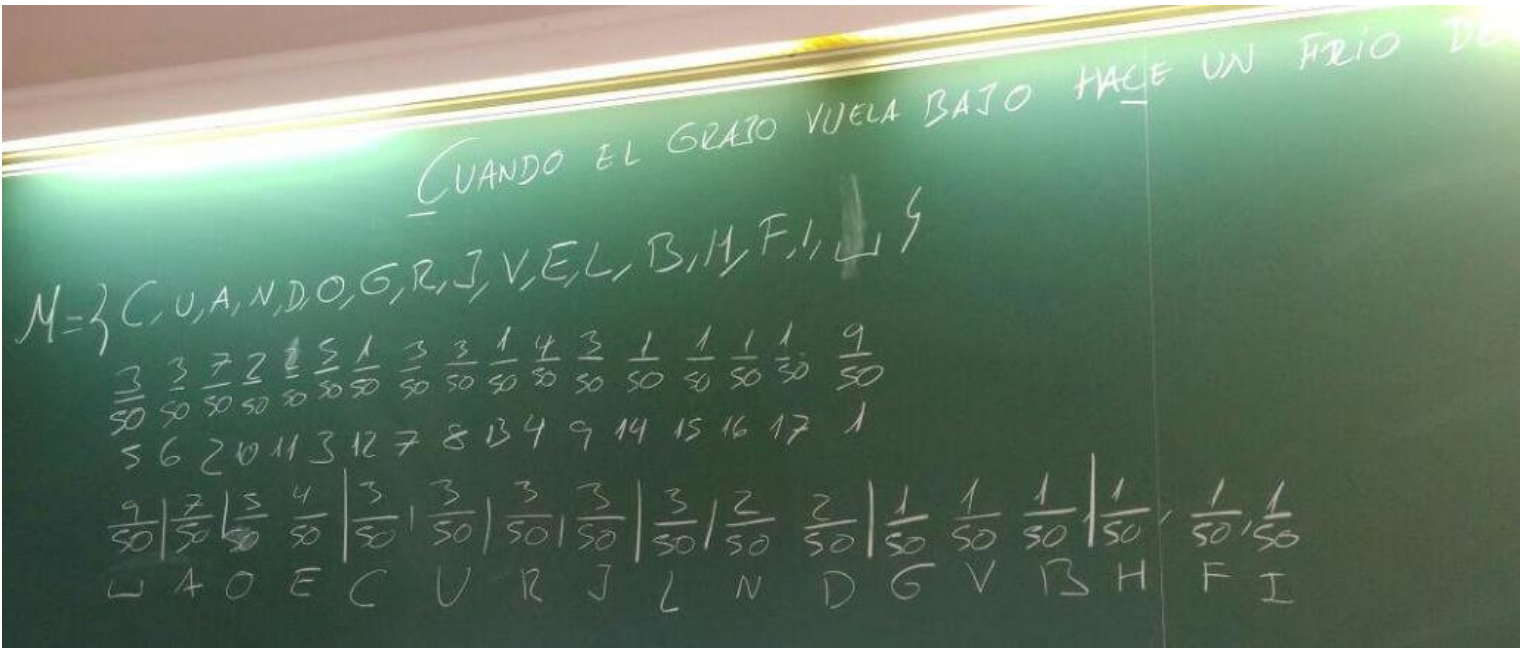 CUANDO EL GRAJO VUELA BAJO HACE UN FRIO DE
M={C,U,A,N,D,O,G,R,J,V,E,L,B,H,F,I,␣}
3/50 3/50 7/50 2/50 2/50 5/50 1/50 3/50 3/50 1/50 4/50 3/50 1/50 1/50 1/50 1/50 9/50
5 6 2 10 11 3 12 7 8 13 4 9 14 15 16 17 1
9/50 | 7/50 | 5/50 4/50 | 3/50, 3/50 | 3/50 | 3/50 | 3/50 | 2/50 2/50 | 1/50 1/50 1/50 | 1/50, 1/50, 1/50
␣ A O E C U R J L N D G V B H F I